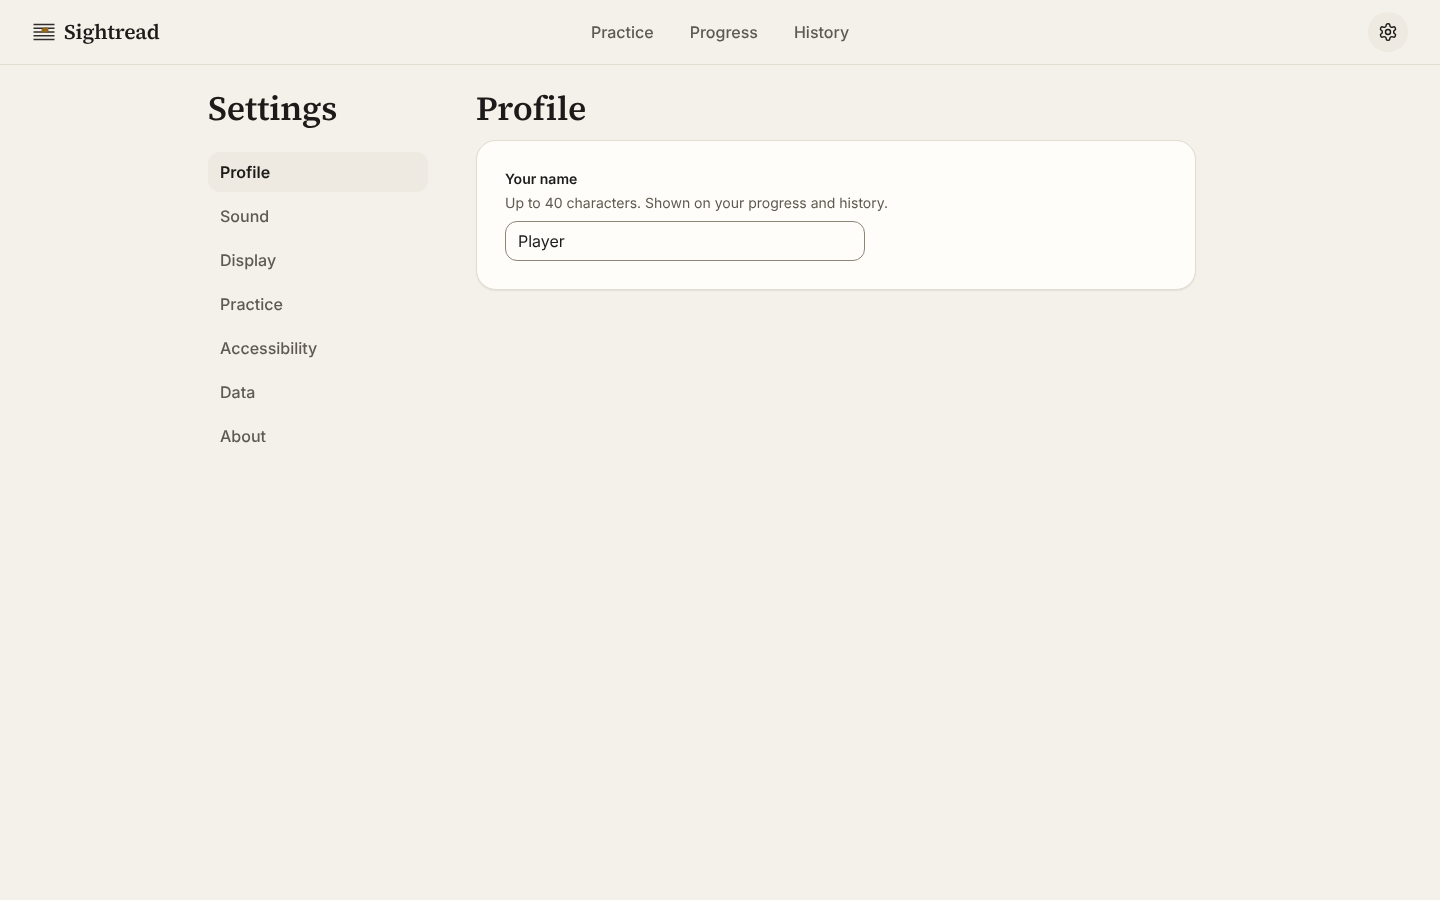 Sightread
Practice
Progress
History
Settings
Profile
Sound
Display
Practice
Accessibility
Data
About
Profile
Your name
Up to 40 characters. Shown on your progress and history.
Player